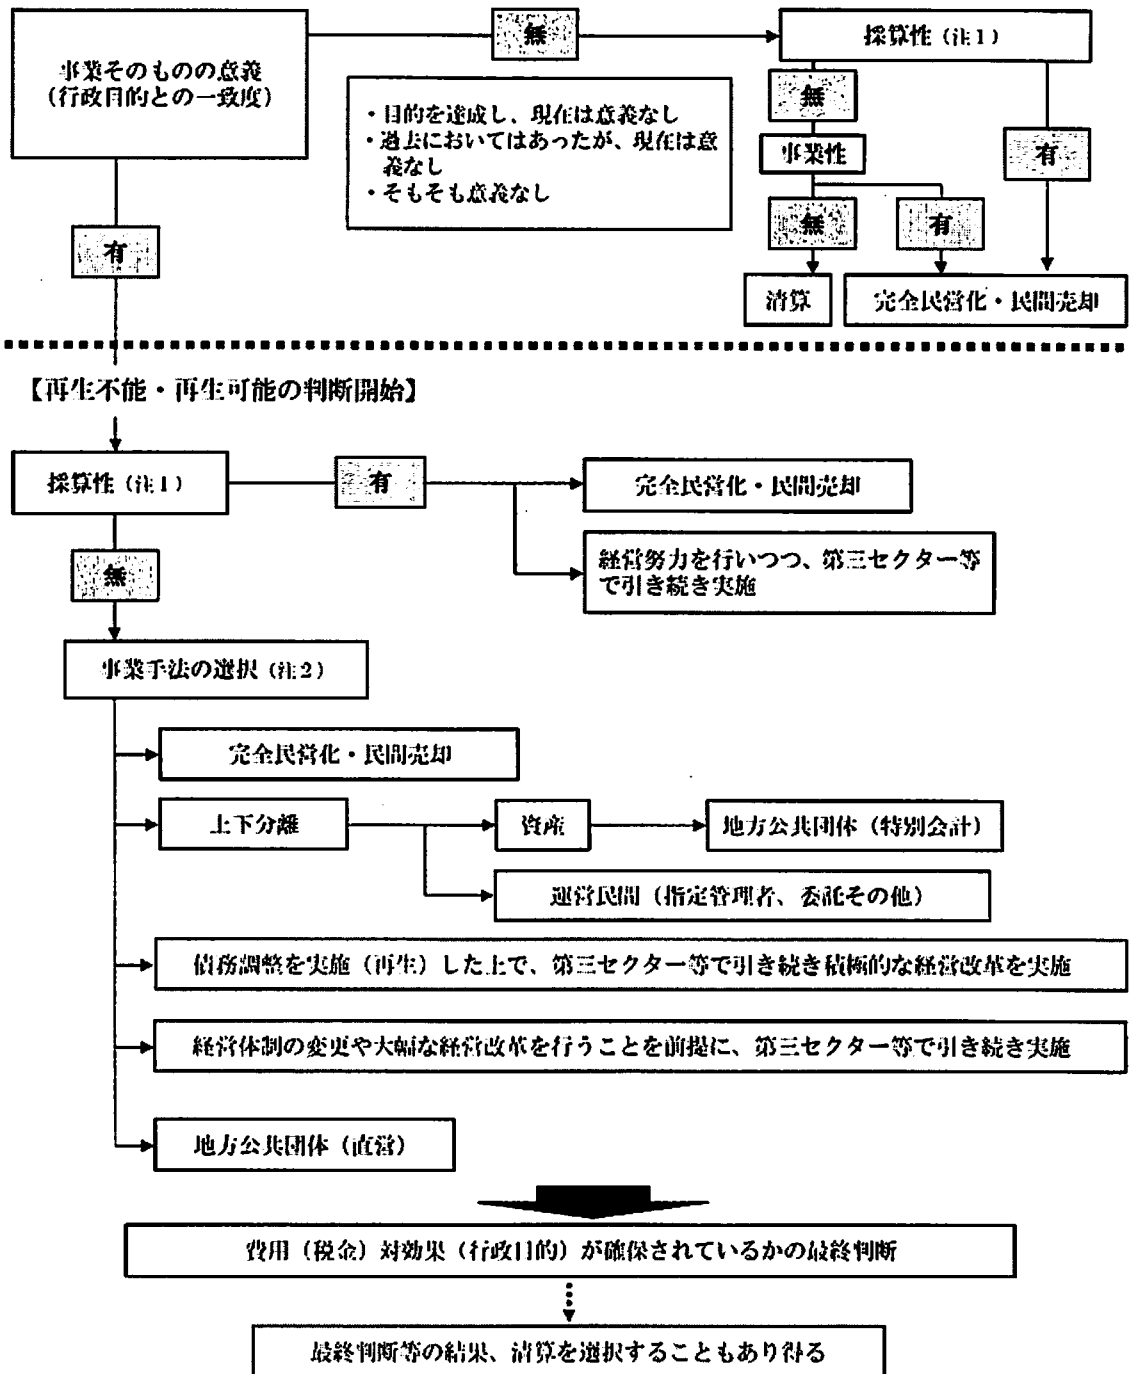 事業そのものの意義
(行政目的との一致度)
無
採算性(注1)
・目的を達成し、現在は意義なし
・過去においてはあったが、現在は意
義なし
・そもそも意義なし
無
事業性
有
無
有
有
清算
完全民営化・民間売却
【再生不能・再生可能の判断開始】
採算性(注1)
有
完全民営化・民間売却
経営努力を行いつつ、第三セクター等
で引き続き実施
無
事業手法の選択(注2)
完全民営化・民間売却
上下分離
資産
地方公共団体(特別会計)
運営民間(指定管理者、委託その他)
債務調整を実施(再生)した上で、第三セクター等で引き続き積極的な経営改革を実施
経営体制の変更や大幅な経営改革を行うことを前提に、第三セクター等で引き続き実施
地方公共団体(直営)
費用(税金)対効果(行政目的)が確保されているかの最終判断
最終判断等の結果、清算を選択することもあり得る